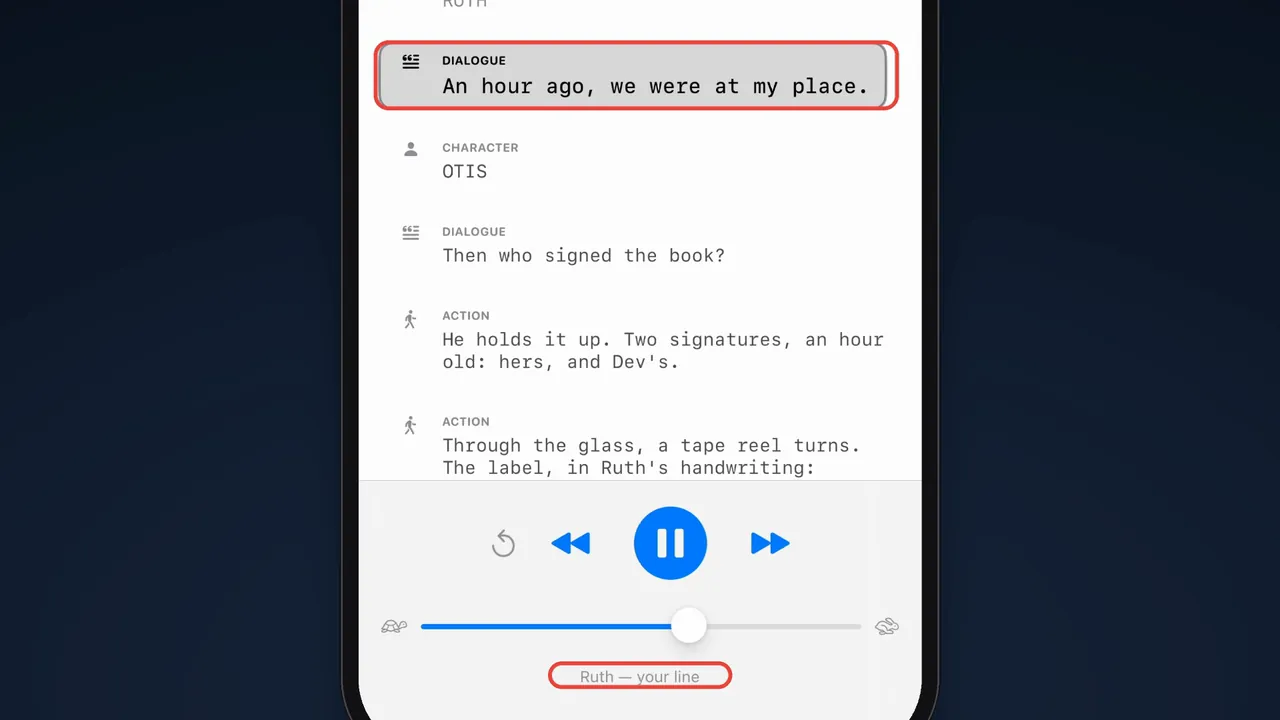 RUTH
DIALOGUE
An hour ago, we were at my place.
CHARACTER
OTIS
DIALOGUE
Then who signed the book?
ACTION
He holds it up. Two signatures, an hour
old: hers, and Dev's.
ACTION
Through the glass, a tape reel turns.
The label, in Ruth's handwriting:
Ruth — your line